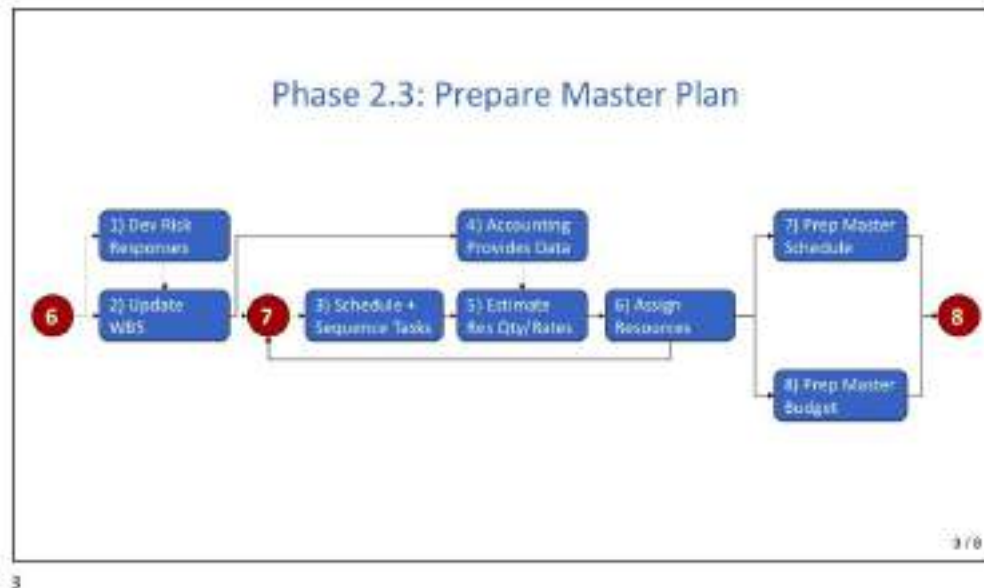 Phase 2.3: Prepare Master Plan
1) Dev Risk
Responses
4) Accounting
Provides Data
7) Prep Master
Schedule
6
2) Update
WBS
7
3) Schedule +
Sequence Tasks
5) Estimate
Res Qty/Rates
6) Assign
Resources
8
8) Prep Master
Budget
3 / 8
3